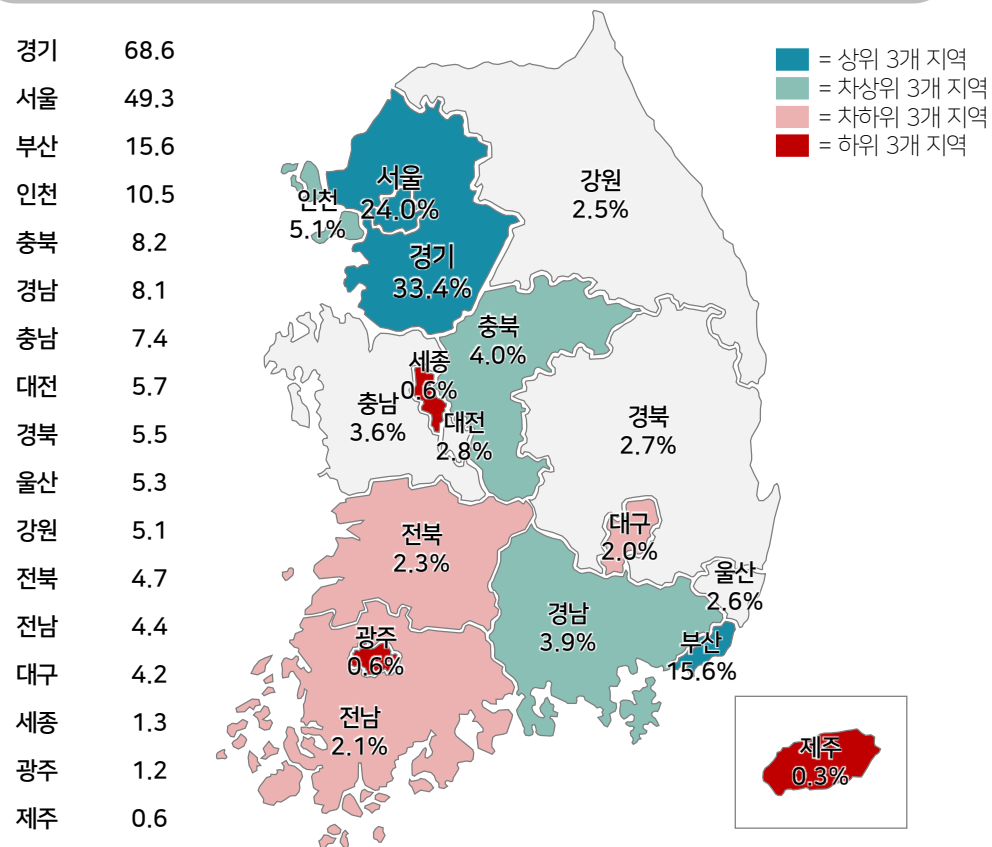 경기 68.6
서울 49.3
부산 15.6
인천 10.5
충북 8.2
경남 8.1
충남 7.4
대전 5.7
경북 5.5
울산 5.3
강원 5.1
전북 4.7
전남 4.4
대구 4.2
세종 1.3
광주 1.2
제주 0.6
= 상위 3개 지역
= 차상위 3개 지역
= 차하위 3개 지역
= 하위 3개 지역
서울
24.0%
강원
2.5%
인천
5.1%
경기
33.4%
충북
4.0%
세종
0.6%
충남
3.6%
대전
2.8%
경북
2.7%
전북
2.3%
대구
2.0%
울산
2.6%
경남
3.9%
부산
15.6%
광주
0.6%
전남
2.1%
제주
0.3%